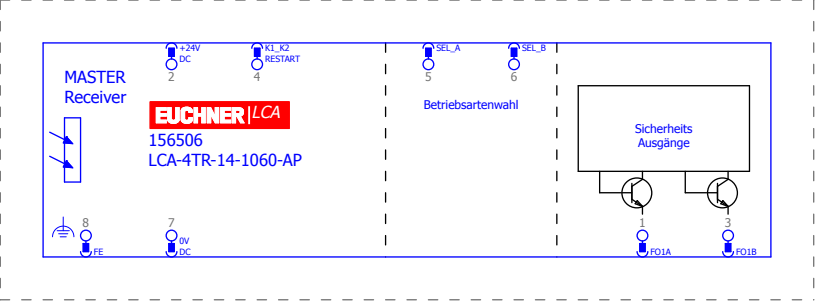 +24V
DC
2
K1_K2
RESTART
4
SEL_A
5
SEL_B
6
MASTER
Receiver
EUCHNER LCA
156506
LCA-4TR-14-1060-AP
Betriebsartenwahl
Sicherheits
Ausgänge
8
FE
7
0V
DC
1
FO1A
3
FO1B